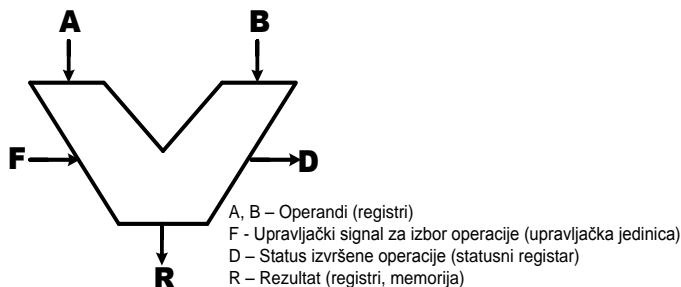 A
B
F
D
R
A, B – Operandi (registri)
F - Upravljački signal za izbor operacije (upravljačka jedinica)
D – Status izvršene operacije (statusni registar)
R – Rezultat (registri, memorija)